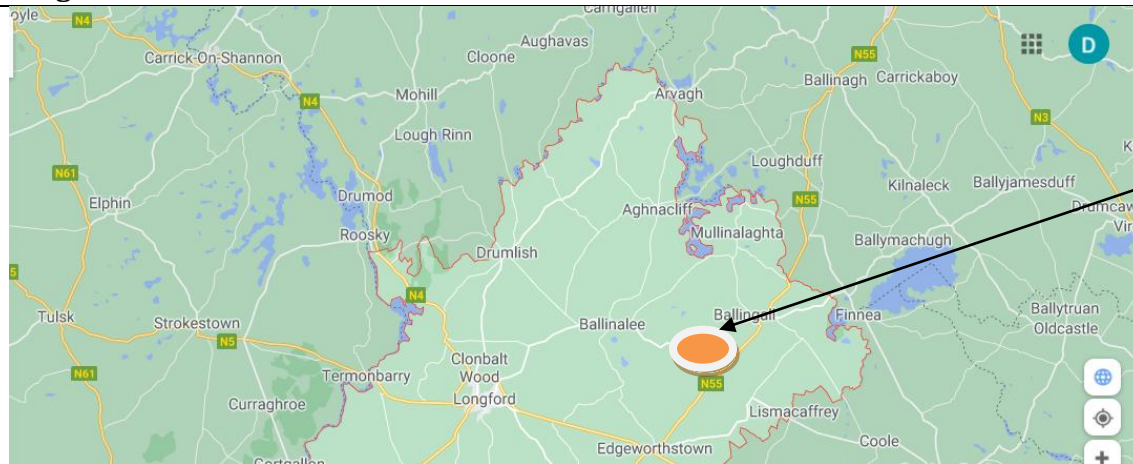 Carrigallen
N4
Aughavas
Carrick-On-Shannon
Cloone
D
N55
Ballinagh
Carrickaboy
Arvagh
N4
Mohill
N3
Lough Rinn
Loughduff
N61
Kilnaleck
Ballyjamesduff
Elphin
Drumod
Aghnacliff
N55
Roosky
Mullinalaghta
Ballymachugh
Drumlish
N4
Tulsk
Strokestown
Ballinalee
Finnea
Ballytruan
Oldcastle
N5
Clonbalt
Wood
Longford
Termonbarry
N61
N55
Curraghroe
Lismacaffrey
Coole
Edgeworthstown